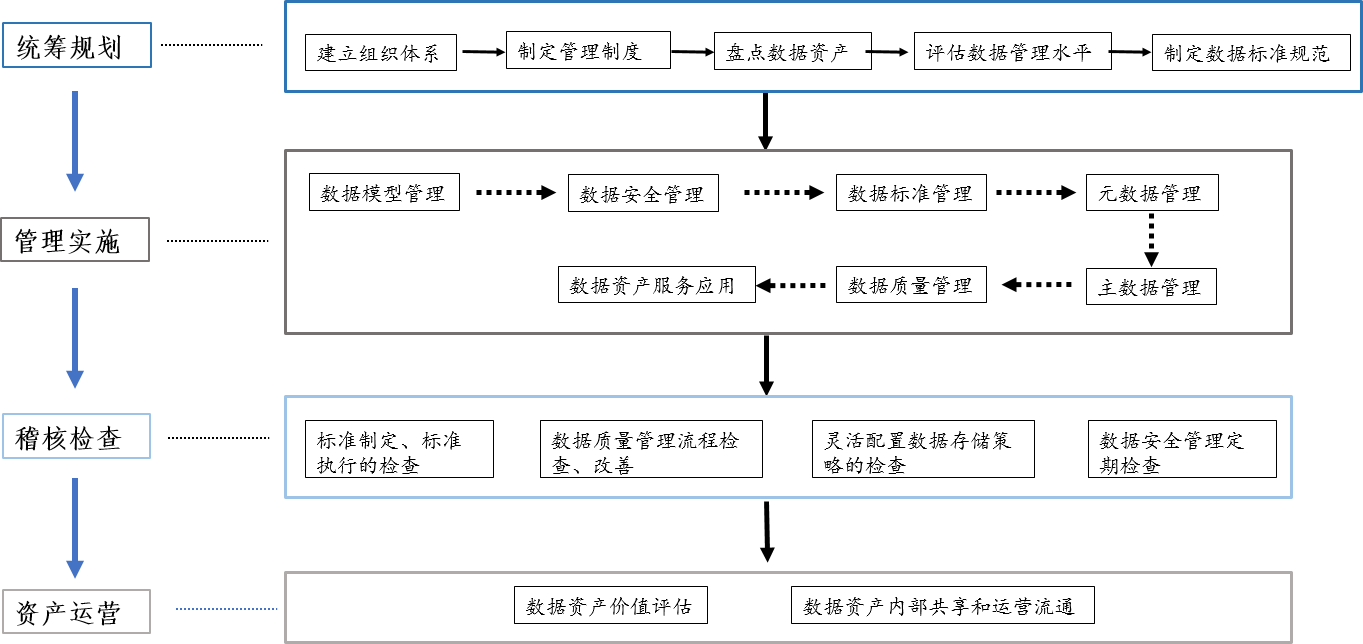 统筹规划
建立组织体系
制定管理制度
盘点数据资产
评估数据管理水平
制定数据标准规范
管理实施
数据模型管理
数据安全管理
数据标准管理
元数据管理
主数据管理
数据质量管理
数据资产服务应用
稽核检查
标准制定、标准
执行的检查
数据质量管理流程检
查、改善
灵活配置数据存储策
略的检查
数据安全管理定
期检查
资产运营
数据资产价值评估
数据资产内部共享和运营流通